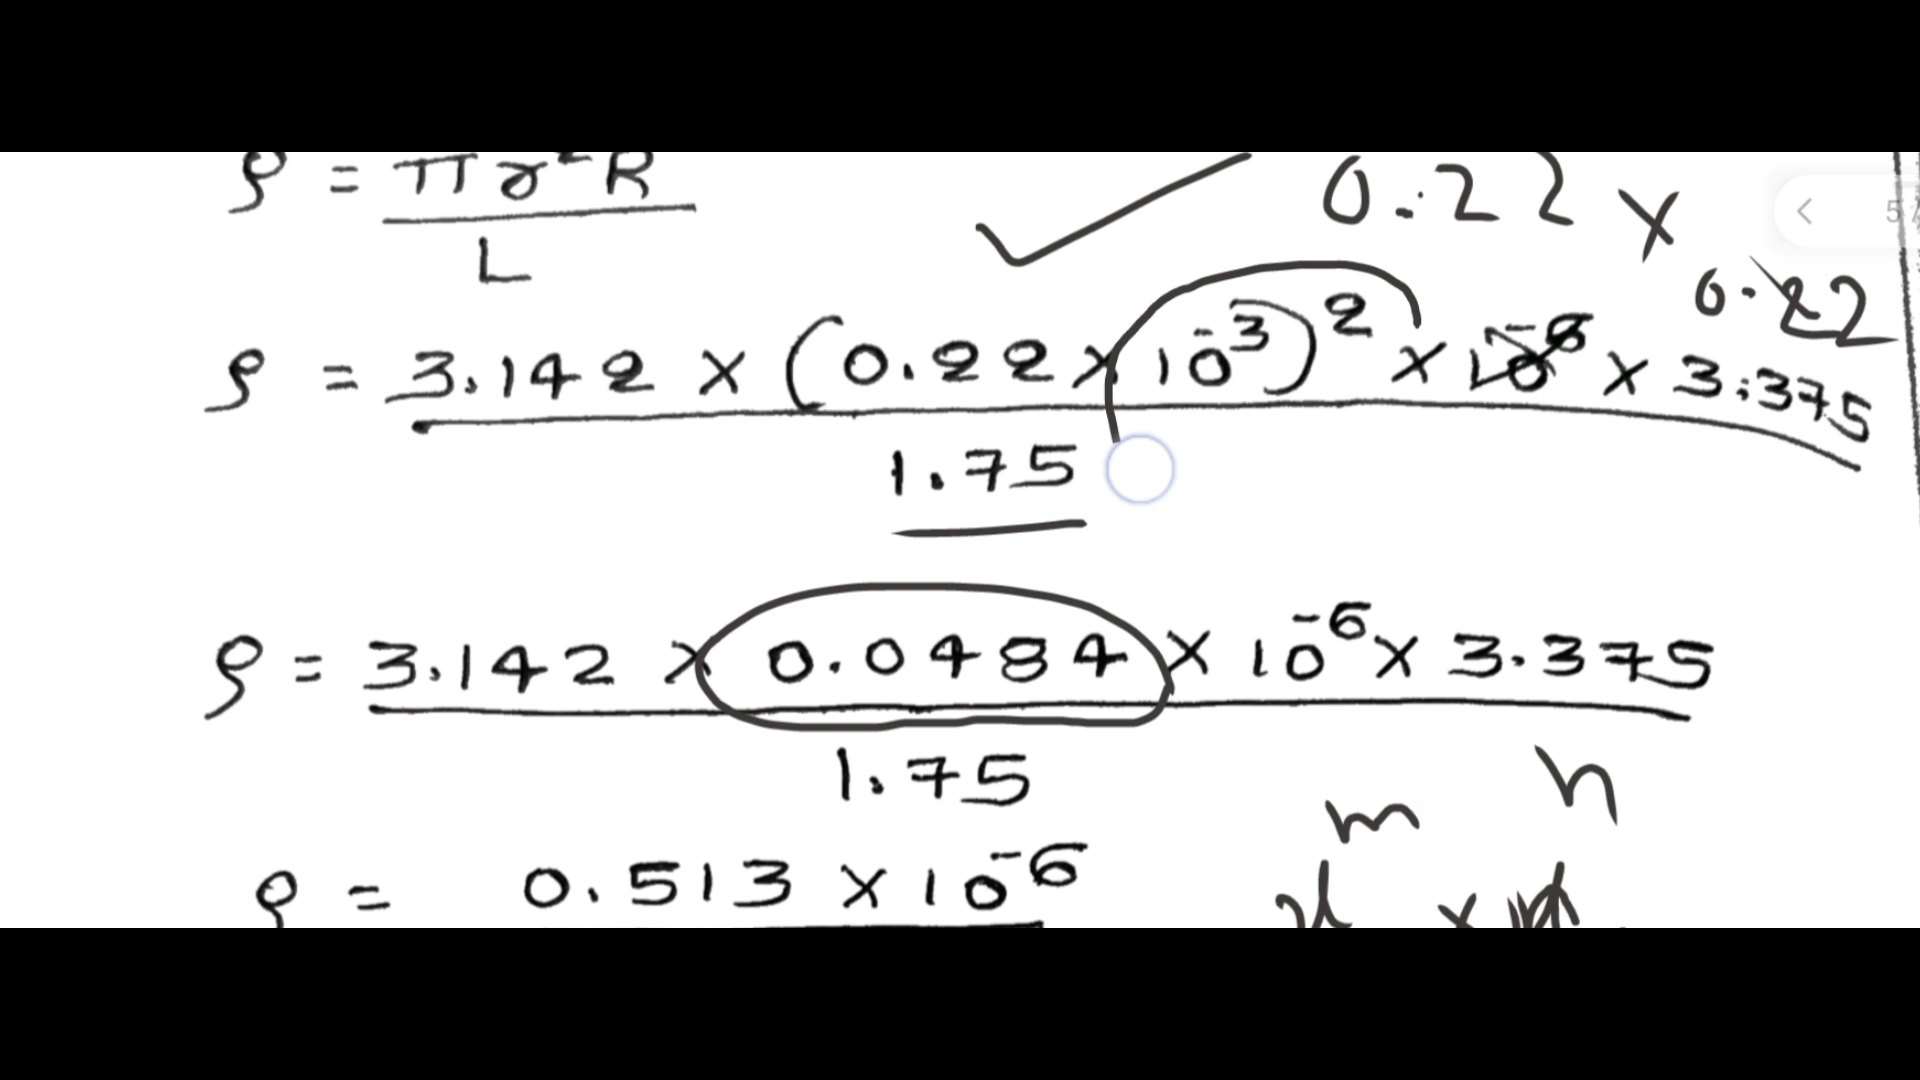 ρ = πr²R
L
0.22 ×
0.22
ρ = 3.142 × (0.22 × 10⁻³)² × 10⁻⁶ × 3.375
1.75
ρ = 3.142 × 0.0484 × 10⁻⁶ × 3.375
1.75
m n
ρ = 0.513 × 10⁻⁶